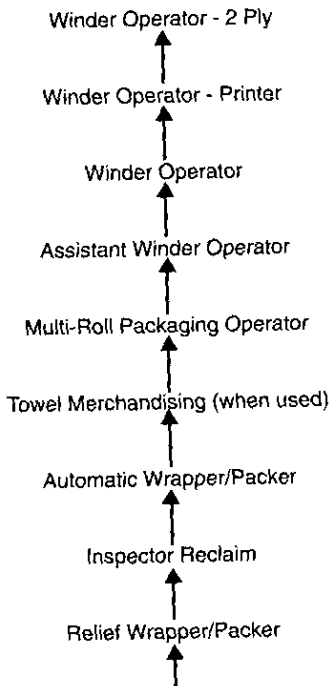 Winder Operator - 2 Ply
Winder Operator - Printer
Winder Operator
Assistant Winder Operator
Multi-Roll Packaging Operator
Towel Merchandising (when used)
Automatic Wrapper/Packer
Inspector Reclaim
Relief Wrapper/Packer